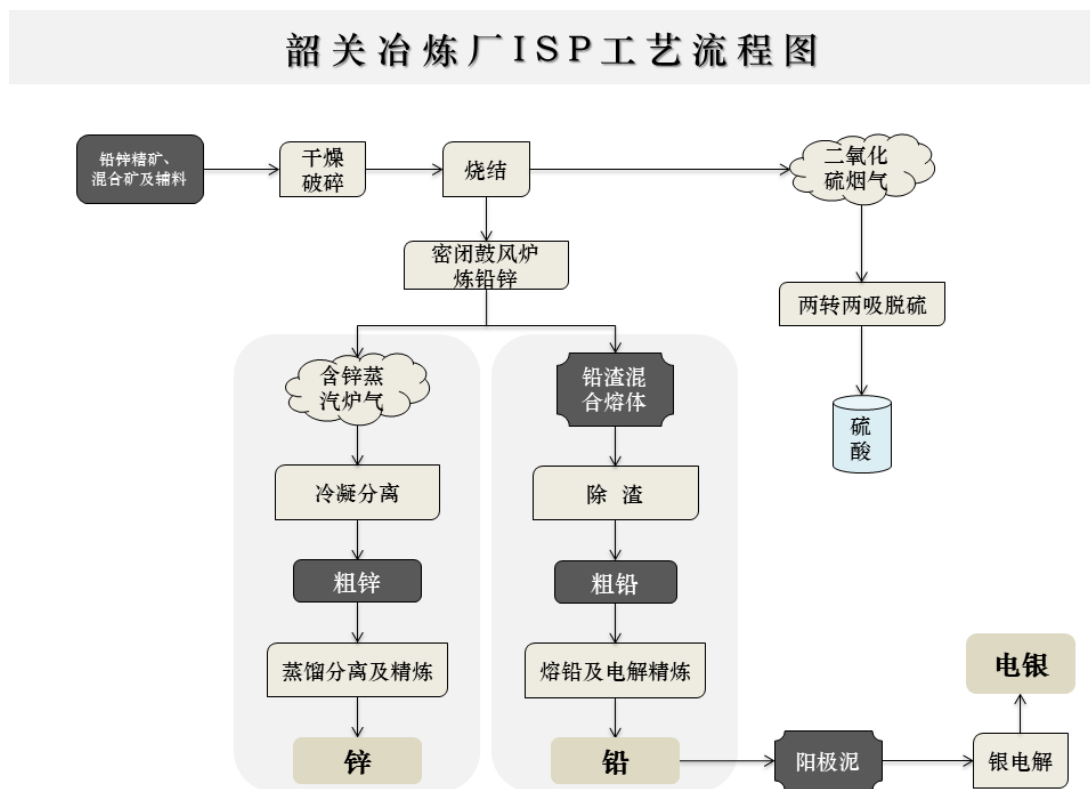 韶关冶炼厂ISP工艺流程图
铅锌精矿、
混合矿及辅料
干燥
破碎
烧结
二氧化
硫烟气
密闭鼓风炉
炼铅锌
两转两吸脱硫
含锌蒸
汽炉气
铅渣混
合熔体
硫
酸
冷凝分离
除 渣
粗锌
粗铅
蒸馏分离及精炼
熔铅及电解精炼
电银
锌
铅
阳极泥
银电解